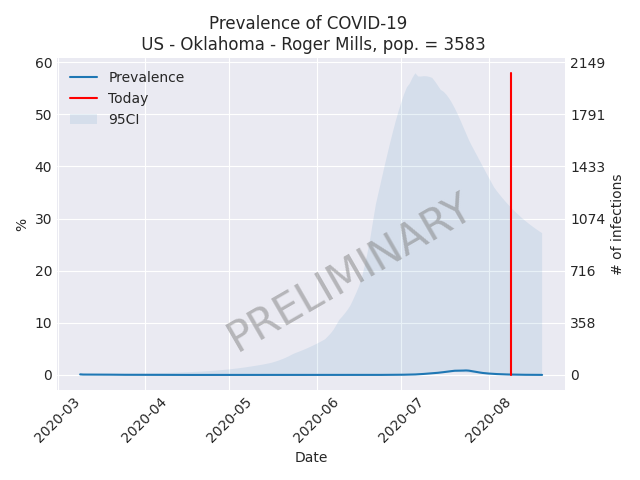 Prevalence of COVID-19
US - Oklahoma - Roger Mills, pop. = 3583
Prevalence
Today
95CI
60
50
40
30
20
10
0
%
2149
1791
1433
1074
716
358
0
# of infections
PRELIMINARY
2020-03
2020-04
2020-05
2020-06
2020-07
2020-08
Date